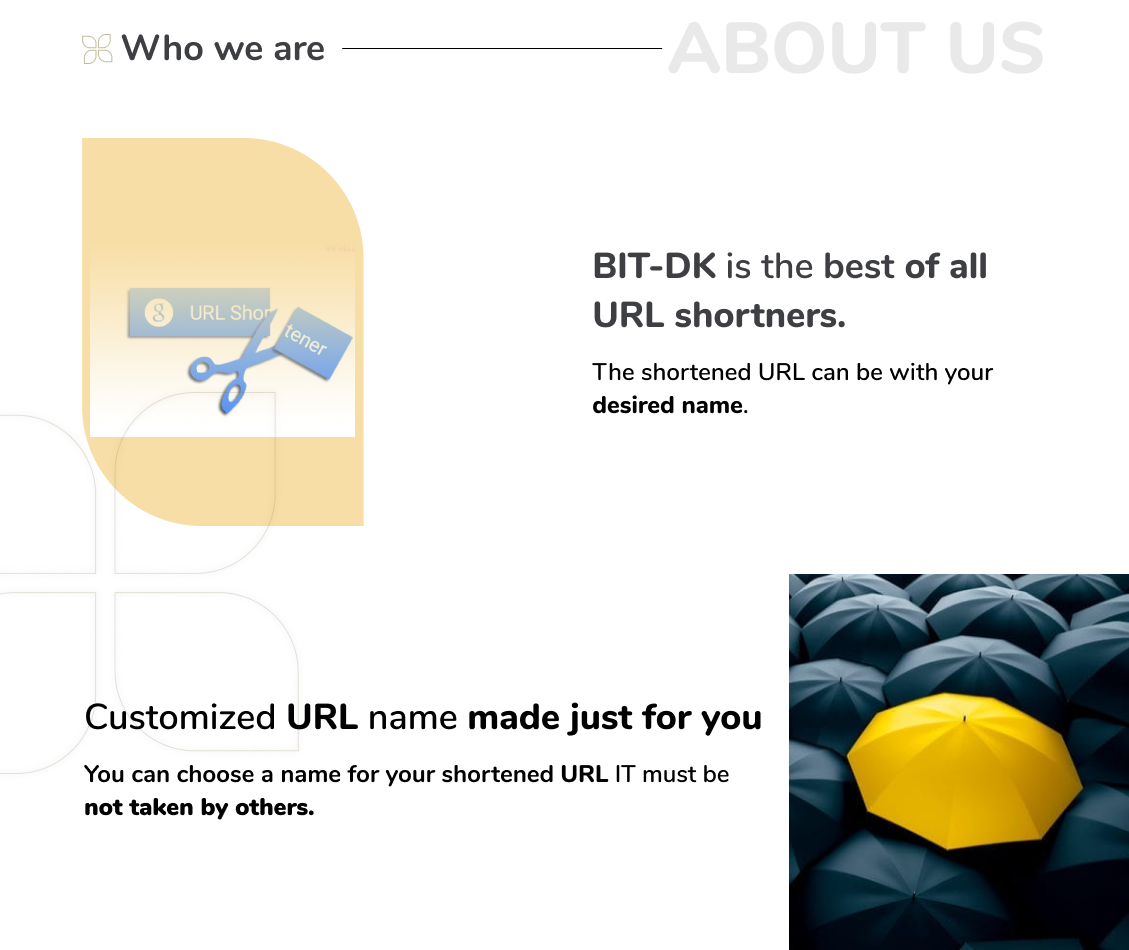 Who we are
ABOUT US
URL Shor
tener
BIT-DK is the best of all
URL shortners.
The shortened URL can be with your
desired name.
Customized URL name made just for you
You can choose a name for your shortened URL IT must be
not taken by others.